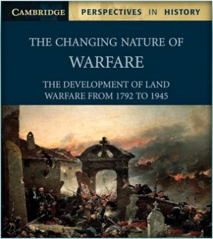 CAMBRIDGE PERSPECTIVES IN HISTORY
THE CHANGING NATURE OF
WARFARE
THE DEVELOPMENT OF LAND
WARFARE FROM 1792 TO 1945